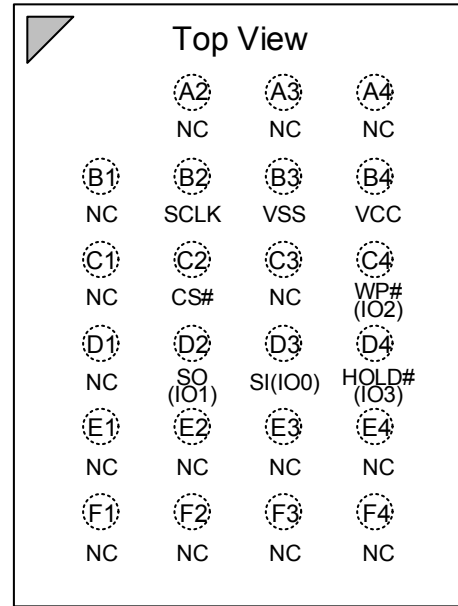 Top View
A2 A3 A4
NC NC NC
B1 B2 B3 B4
NC SCLK VSS VCC
C1 C2 C3 C4
NC CS# NC WP#
(IO2)
D1 D2 D3 D4
NC SO SI(IO0) HOLD#
(IO1) (IO3)
E1 E2 E3 E4
NC NC NC NC
F1 F2 F3 F4
NC NC NC NC